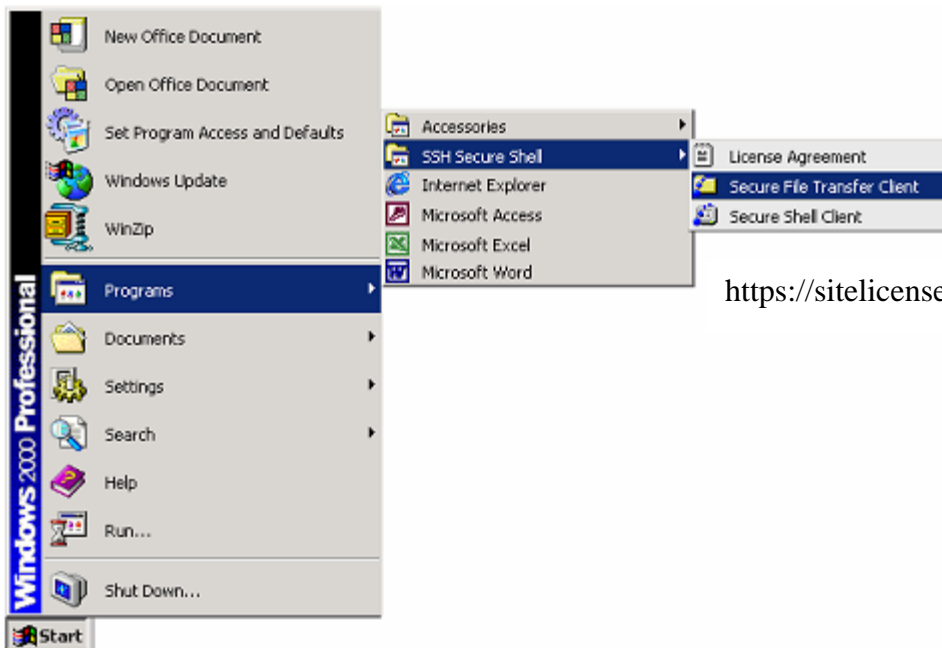 New Office Document
Open Office Document
Set Program Access and Defaults
Windows Update
WinZip
Programs
Documents
Settings
Search
Help
Run...
Shut Down...
Windows 2000 Professional
Start
Accessories
SSH Secure Shell
Internet Explorer
Microsoft Access
Microsoft Excel
Microsoft Word
License Agreement
Secure File Transfer Client
Secure Shell Client
https://sitelicense